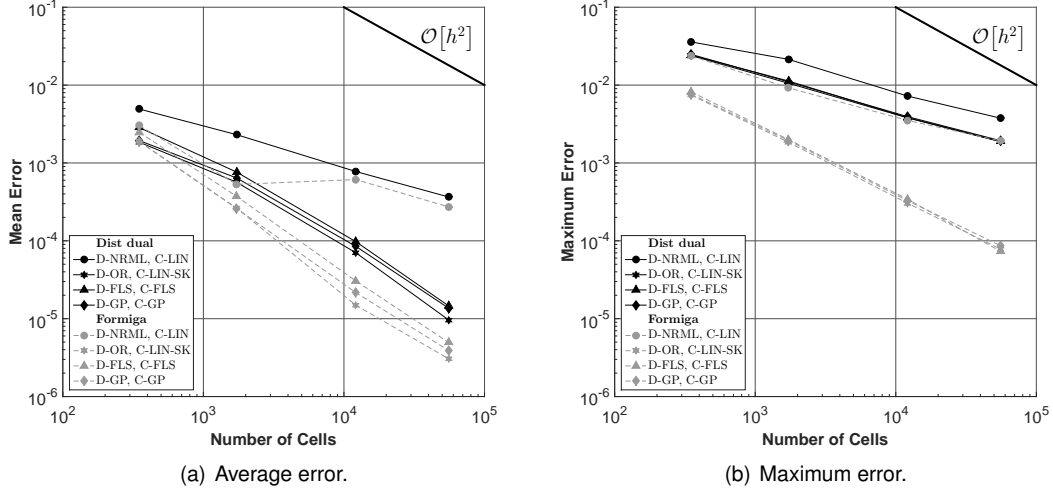 10^-1
10^-2
10^-3
10^-4
10^-5
10^-6
Mean Error
O[h^2]
Dist dual
D-NRML, C-LIN
D-OR, C-LIN-SK
D-FLS, C-FLS
D-GP, C-GP
Formiga
D-NRML, C-LIN
D-OR, C-LIN-SK
D-FLS, C-FLS
D-GP, C-GP
10^2 10^3 10^4 10^5
Number of Cells
(a) Average error.
10^-1
10^-2
10^-3
10^-4
10^-5
10^-6
Maximum Error
O[h^2]
Dist dual
D-NRML, C-LIN
D-OR, C-LIN-SK
D-FLS, C-FLS
D-GP, C-GP
Formiga
D-NRML, C-LIN
D-OR, C-LIN-SK
D-FLS, C-FLS
D-GP, C-GP
10^2 10^3 10^4 10^5
Number of Cells
(b) Maximum error.